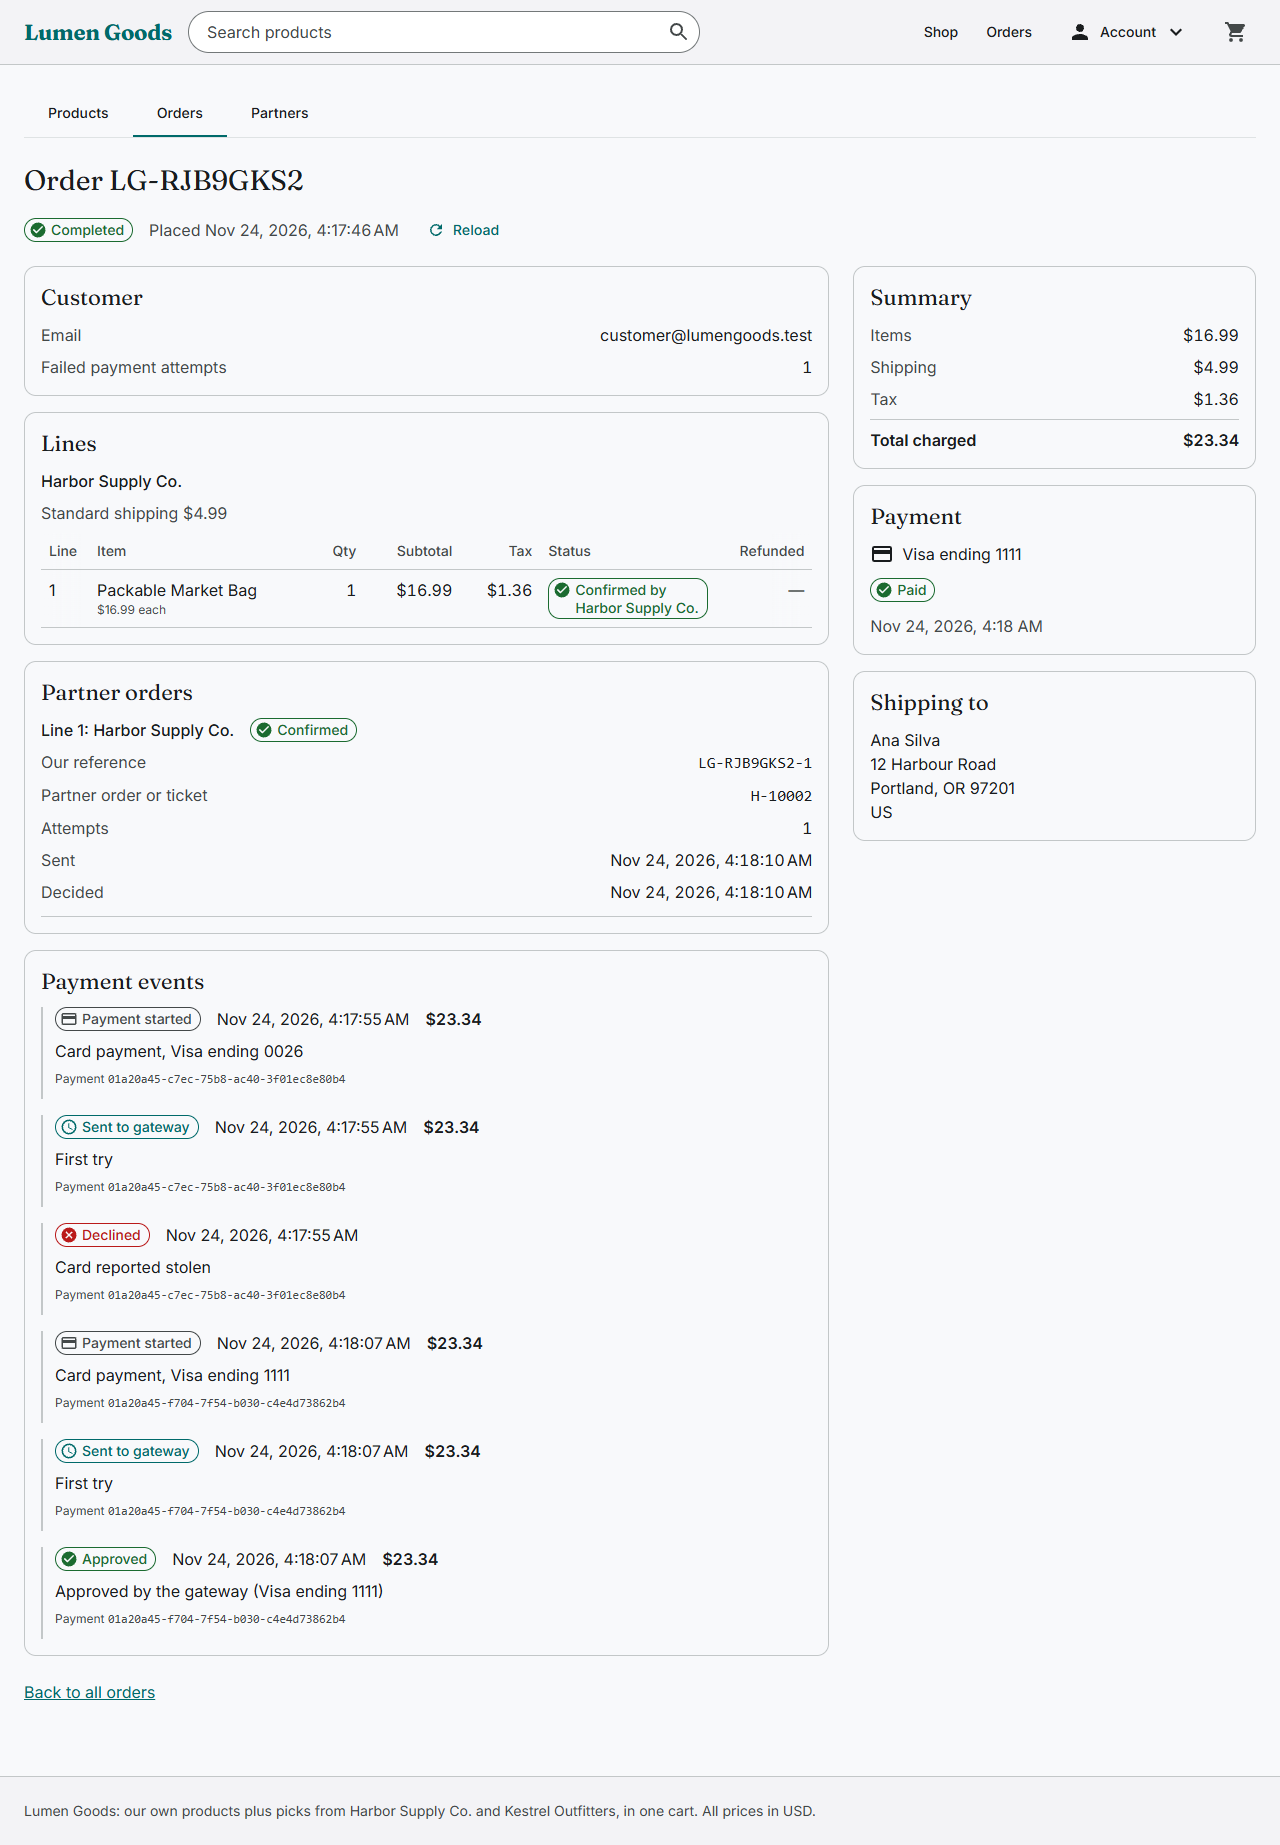 Lumen Goods
Search products
Shop
Orders
Account
Products
Orders
Partners
Order LG-RJB9GKS2
Completed
Placed Nov 24, 2026, 4:17:46 AM
Reload
Customer
Email customer@lumengoods.test
Failed payment attempts 1
Lines
Harbor Supply Co.
Standard shipping $4.99
Line Item Qty Subtotal Tax Status Refunded
1 Packable Market Bag 1 $16.99 $1.36 Confirmed by —
$16.99 each Harbor Supply Co.
Partner orders
Line 1: Harbor Supply Co. Confirmed
Our reference LG-RJB9GKS2-1
Partner order or ticket H-10002
Attempts 1
Sent Nov 24, 2026, 4:18:10 AM
Decided Nov 24, 2026, 4:18:10 AM
Payment events
Payment started Nov 24, 2026, 4:17:55 AM $23.34
Card payment, Visa ending 0026
Payment 01a20a45-c7ec-75b8-ac40-3f01ec8e80b4
Sent to gateway Nov 24, 2026, 4:17:55 AM $23.34
First try
Payment 01a20a45-c7ec-75b8-ac40-3f01ec8e80b4
Declined Nov 24, 2026, 4:17:55 AM
Card reported stolen
Payment 01a20a45-c7ec-75b8-ac40-3f01ec8e80b4
Payment started Nov 24, 2026, 4:18:07 AM $23.34
Card payment, Visa ending 1111
Payment 01a20a45-f704-7f54-b030-c4e4d73862b4
Sent to gateway Nov 24, 2026, 4:18:07 AM $23.34
First try
Payment 01a20a45-f704-7f54-b030-c4e4d73862b4
Approved Nov 24, 2026, 4:18:07 AM $23.34
Approved by the gateway (Visa ending 1111)
Payment 01a20a45-f704-7f54-b030-c4e4d73862b4
Summary
Items $16.99
Shipping $4.99
Tax $1.36
Total charged $23.34
Payment
Visa ending 1111
Paid
Nov 24, 2026, 4:18 AM
Shipping to
Ana Silva
12 Harbour Road
Portland, OR 97201
US
Back to all orders
Lumen Goods: our own products plus picks from Harbor Supply Co. and Kestrel Outfitters, in one cart. All prices in USD.